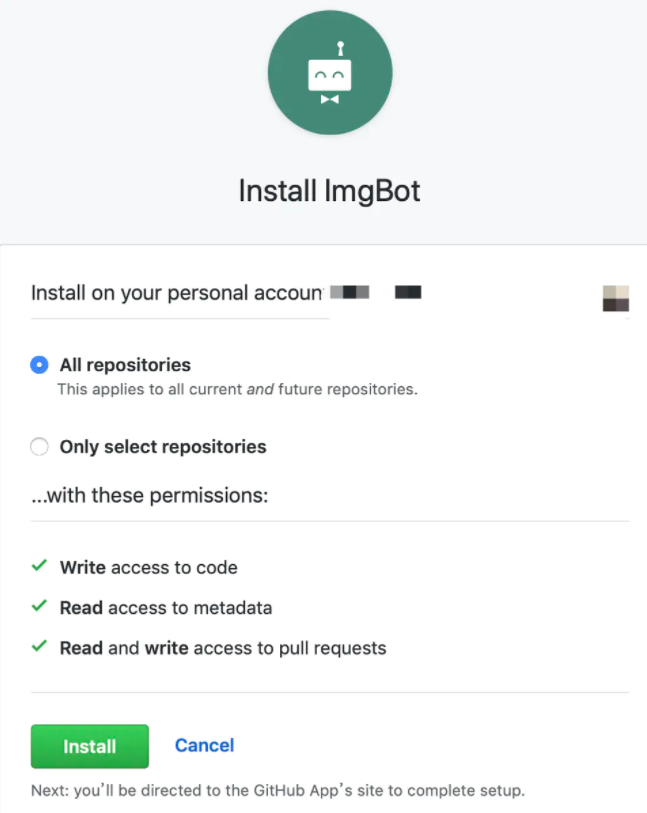 Install ImgBot
Install on your personal accoun
All repositories
This applies to all current and future repositories.
Only select repositories
...with these permissions:
Write access to code
Read access to metadata
Read and write access to pull requests
Install Cancel
Next: you'll be directed to the GitHub App's site to complete setup.